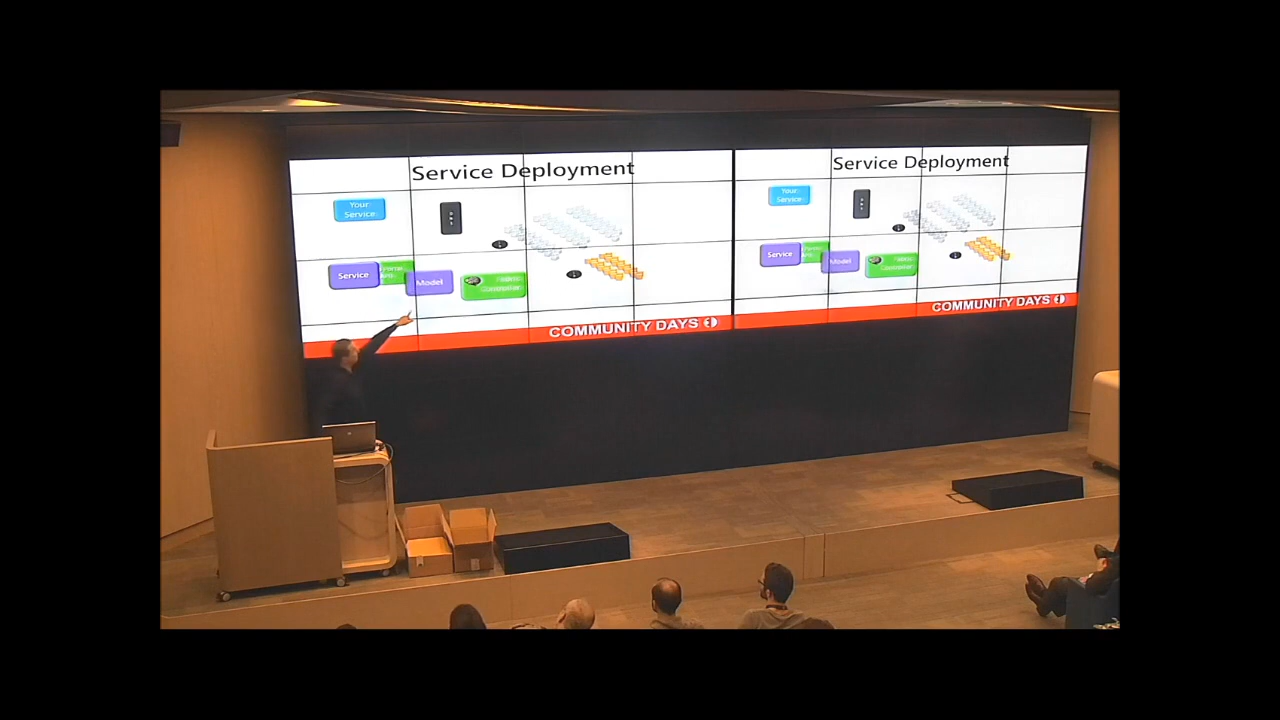 Service Deployment
Your
Service
Service
Model
Fabric
Controller
COMMUNITY DAYS
Service Deployment
Your
Service
Service
Model
Fabric
Controller
COMMUNITY DAYS